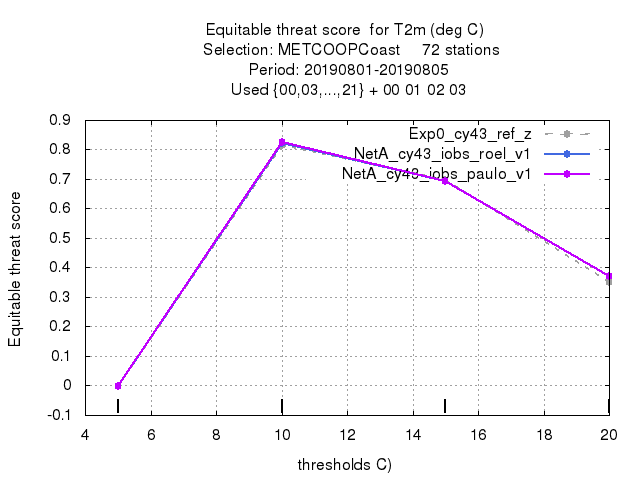 Equitable threat score  for T2m (deg C)
Selection: METCOOPCoast     72 stations
Period: 20190801-20190805
Used {00,03,...,21} + 00 01 02 03
Exp0_cy43_ref_z
NetA_cy43_iobs_roel_v1
NetA_cy43_iobs_paulo_v1
Equitable threat score
0.9
0.8
0.7
0.6
0.5
0.4
0.3
0.2
0.1
0
-0.1
4 6 8 10 12 14 16 18 20
thresholds C)